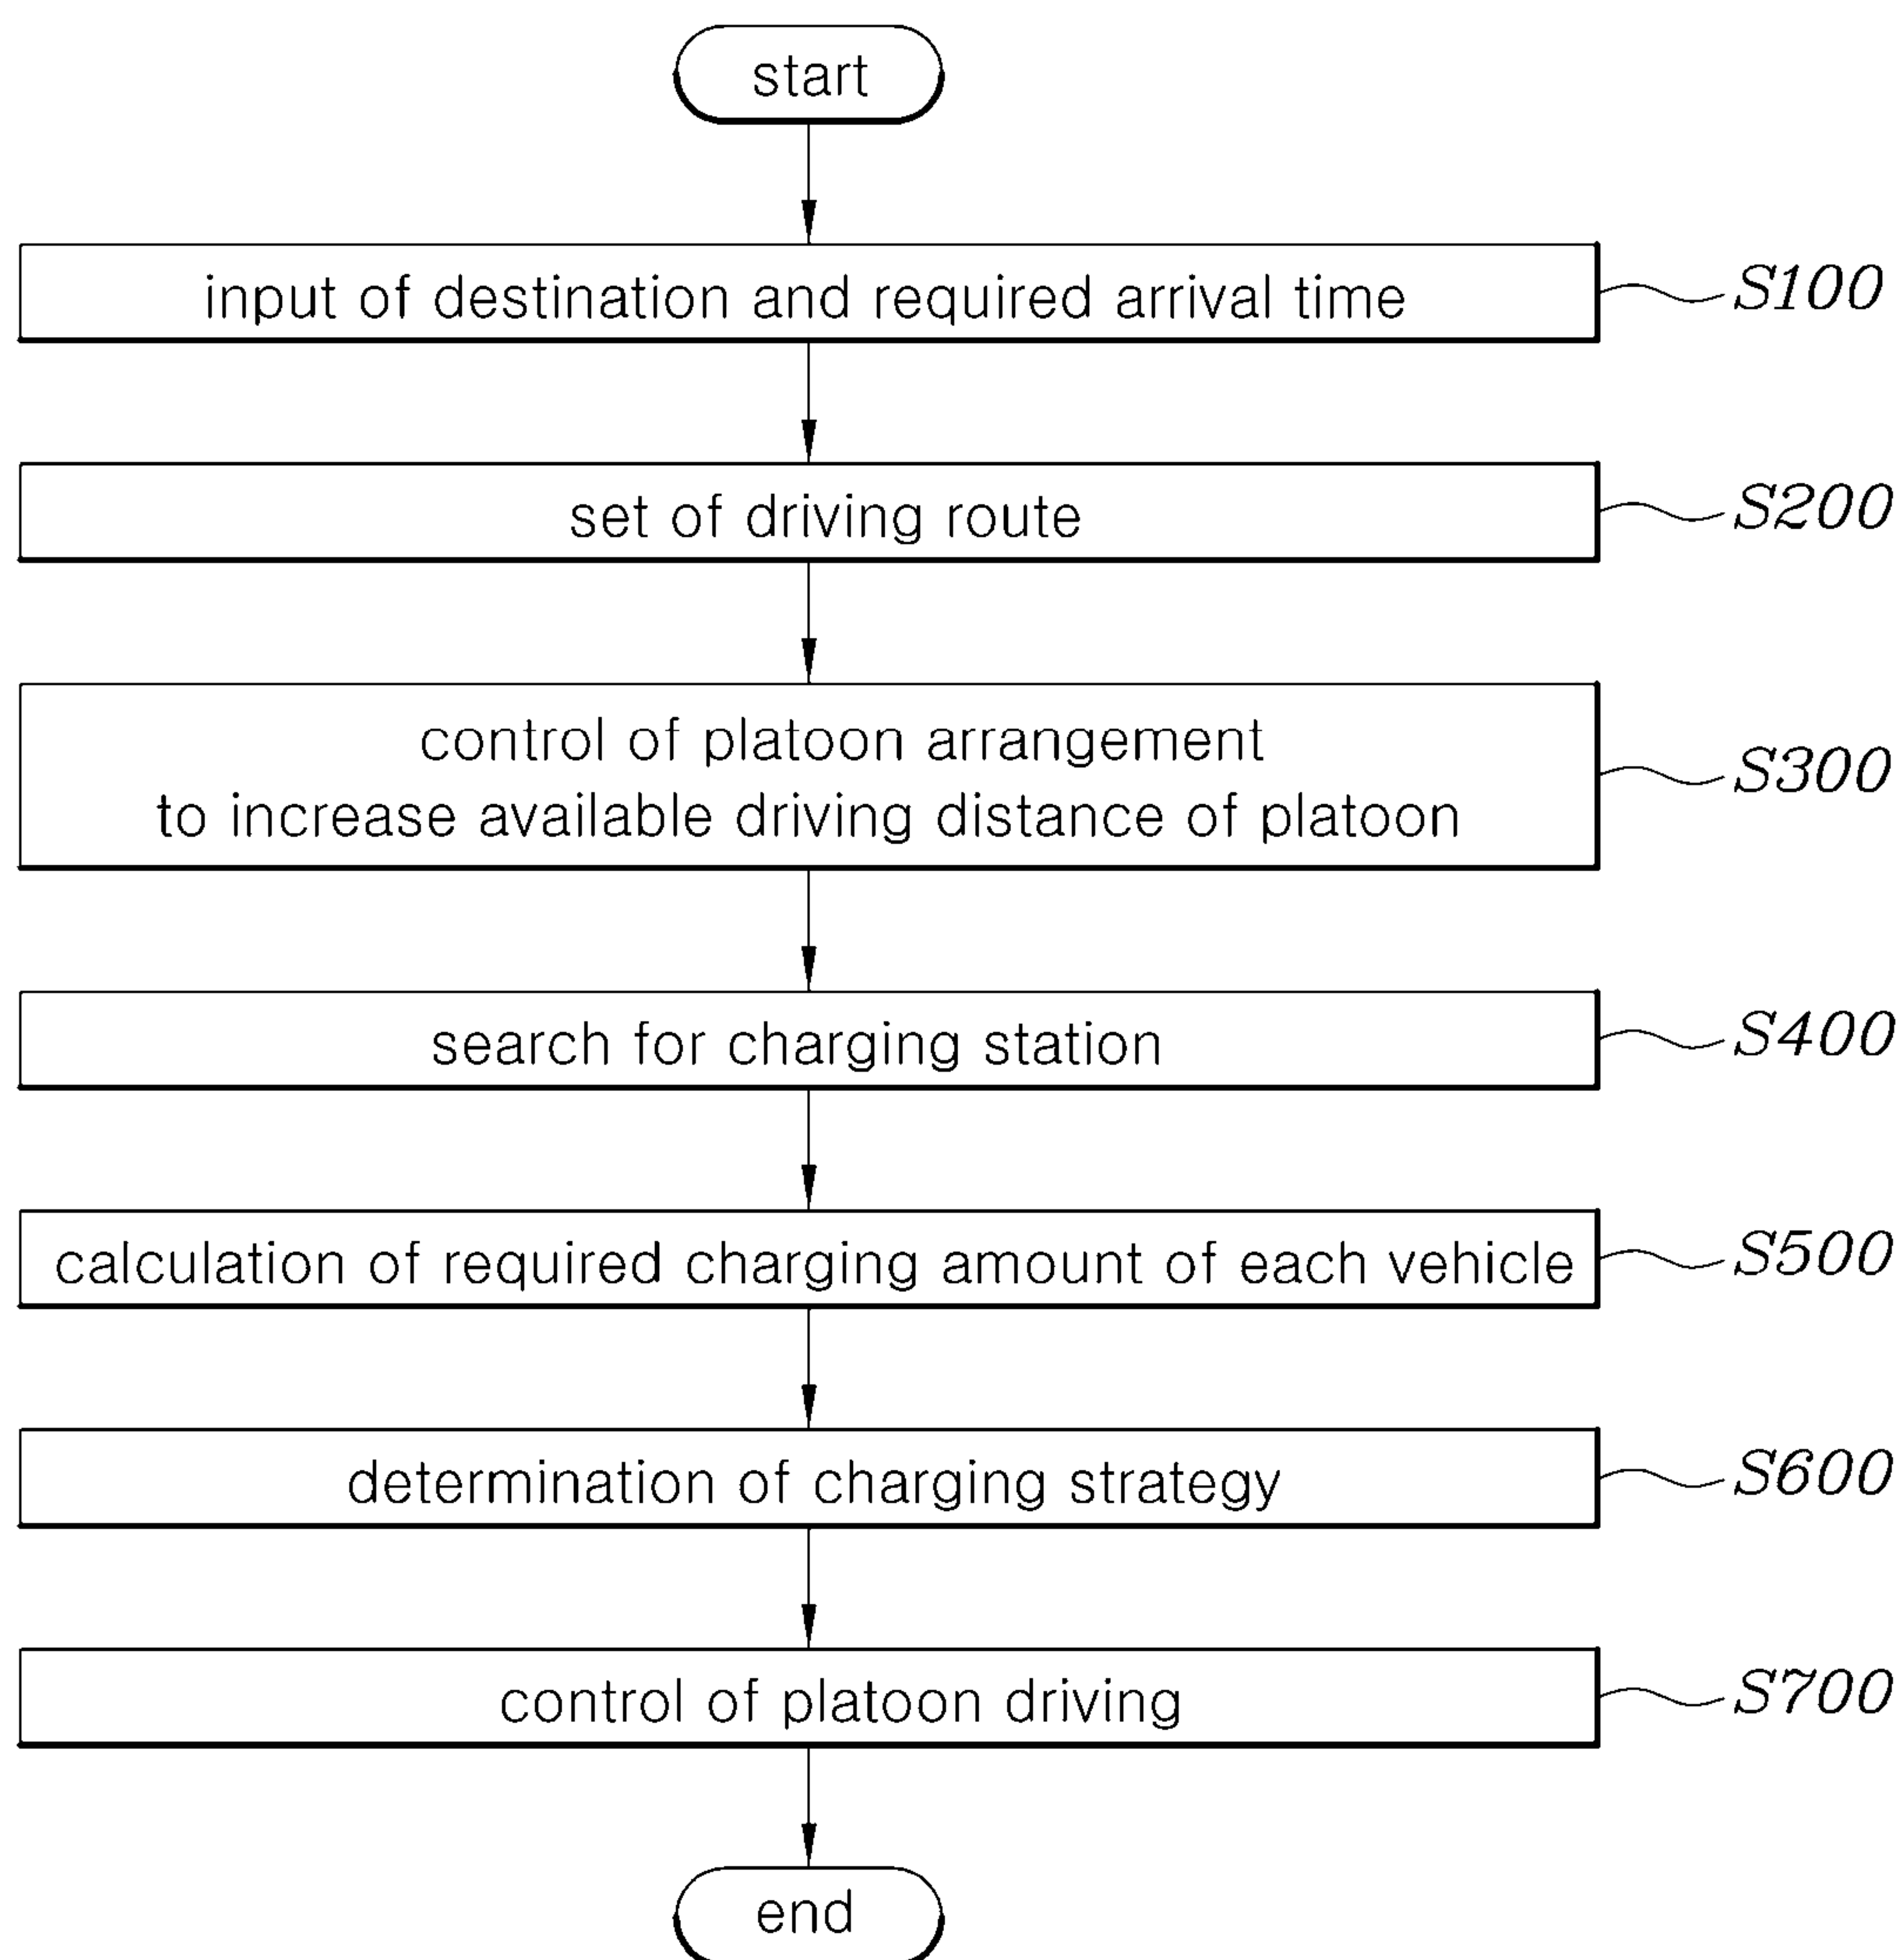 start
input of destination and required arrival time
S100
set of driving route
S200
control of platoon arrangement
to increase available driving distance of platoon
S300
search for charging station
S400
calculation of required charging amount of each vehicle
S500
determination of charging strategy
S600
control of platoon driving
S700
end